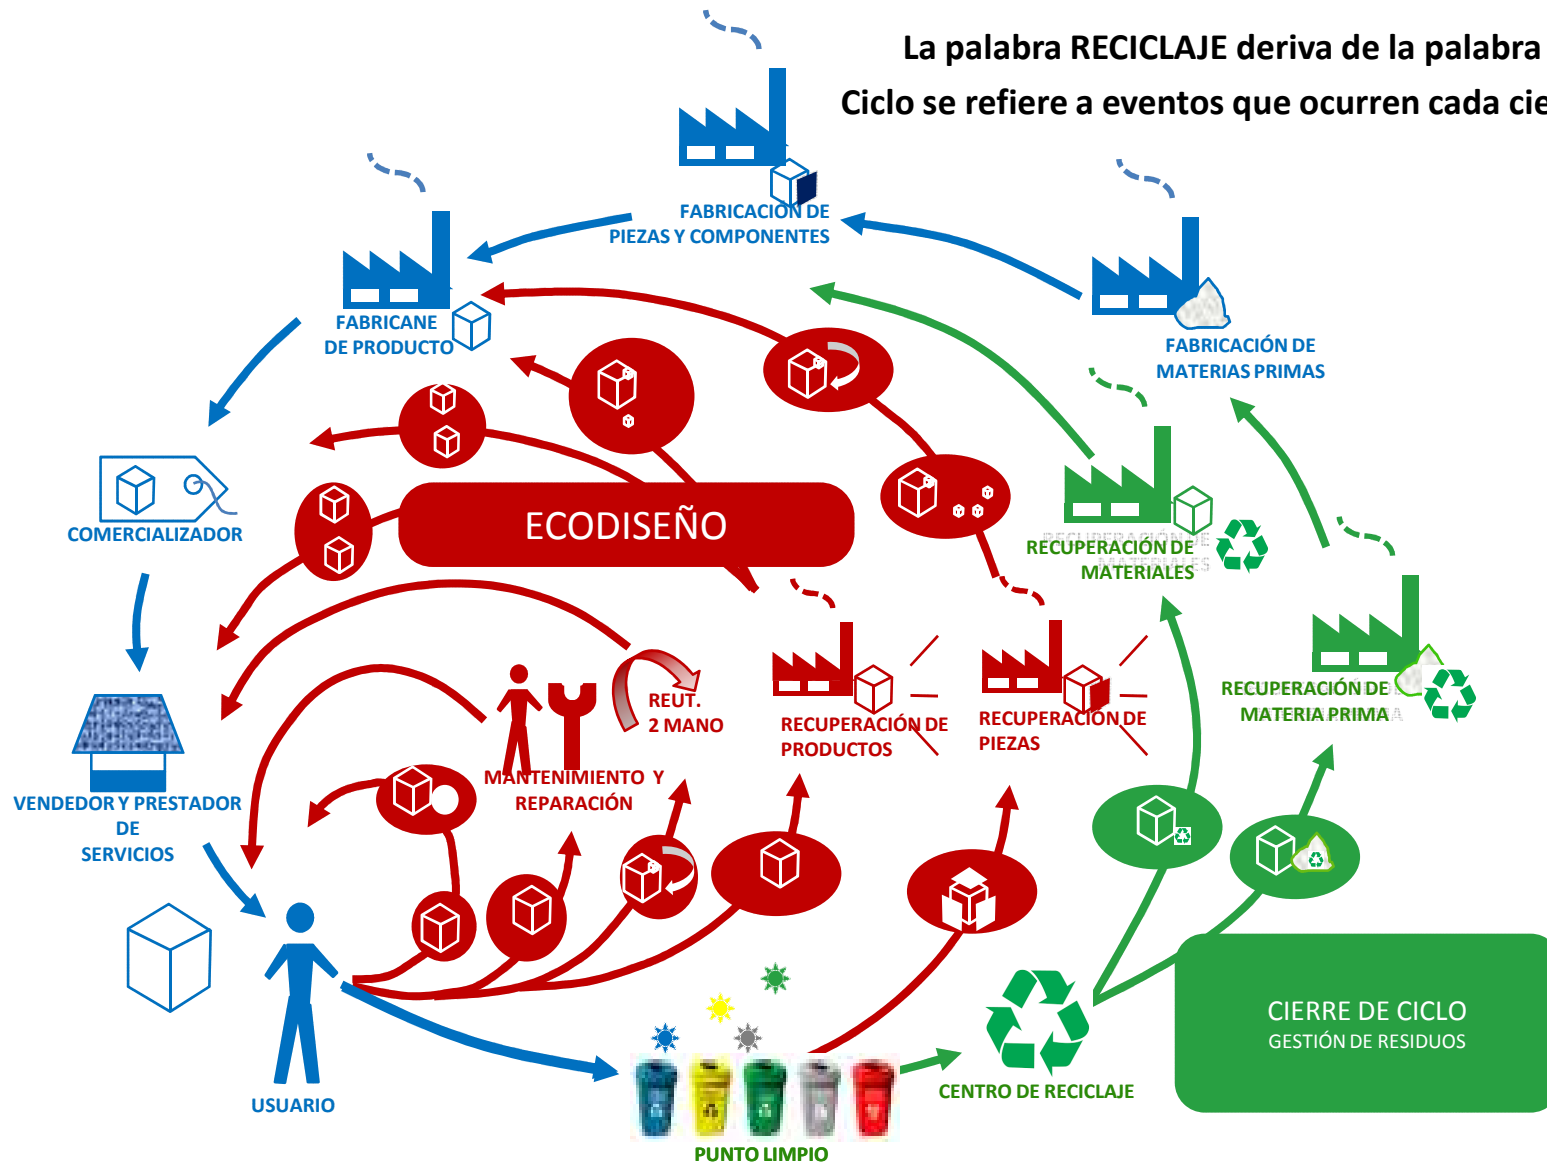 La palabra RECICLAJE deriva de la palabra
Ciclo se refiere a eventos que ocurren cada
FABRICACIÓN DE
PIEZAS Y COMPONENTES
FABRICANE
DE PRODUCTO
FABRICACIÓN DE
MATERIAS PRIMAS
COMERCIALIZADOR
ECODISEÑO
RECUPERACIÓN DE
MATERIALES
RECUPERACIÓN DE
MATERIA PRIMA
REUT.
2 MANO
RECUPERACIÓN DE
PRODUCTOS
RECUPERACIÓN DE
PIEZAS
MANTENIMIENTO Y
REPARACIÓN
VENDEDOR Y PRESTADOR
DE
SERVICIOS
CIERRE DE CICLO
GESTIÓN DE RESIDUOS
USUARIO
CENTRO DE RECICLAJE
PUNTO LIMPIO